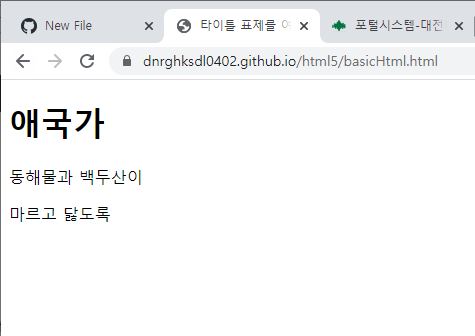 New File
타이틀 표제를 여
포털시스템-대전
dnrghksdl0402.github.io/html5/basicHtml.html
애국가
동해물과 백두산이
마르고 닳도록